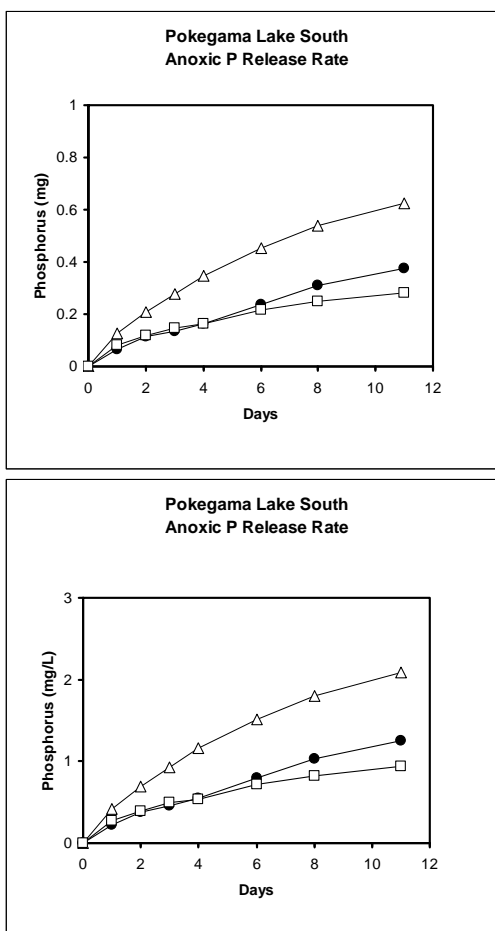 Pokegama Lake South
Anoxic P Release Rate
1
0.8
0.6
0.4
0.2
0
Phosphorus (mg)
0 2 4 6 8 10 12
Days
Pokegama Lake South
Anoxic P Release Rate
3
2
1
0
Phosphorus (mg/L)
0 2 4 6 8 10 12
Days